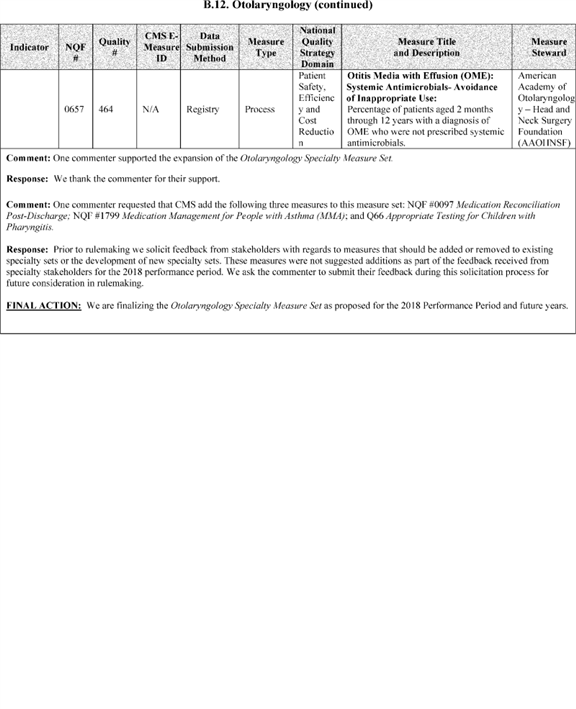 B.12. Otolaryngology (continued)
Indicator
NQF
#
Quality
#
CMS E-
Measure
ID
Data
Submission
Method
Measure
Type
National
Quality
Strategy
Domain
Measure Title
and Description
Measure
Steward
0657
464
N/A
Registry
Process
Patient
Safety,
Efficienc
y and
Cost
Reductio
n
Otitis Media with Effusion (OME):
Systemic Antimicrobials- Avoidance
of Inappropriate Use:
Percentage of patients aged 2 months
through 12 years with a diagnosis of
OME who were not prescribed systemic
antimicrobials.
American
Academy of
Otolaryngolog
y – Head and
Neck Surgery
Foundation
(AAOHNSF)
Comment: One commenter supported the expansion of the Otolaryngology Specialty Measure Set.
Response: We thank the commenter for their support.
Comment: One commenter requested that CMS add the following three measures to this measure set: NQF #0097 Medication Reconciliation
Post-Discharge; NQF #1799 Medication Management for People with Asthma (MMA); and Q66 Appropriate Testing for Children with
Pharyngitis.
Response: Prior to rulemaking we solicit feedback from stakeholders with regards to measures that should be added or removed to existing
specialty sets or the development of new specialty sets. These measures were not suggested additions as part of the feedback received from
specialty stakeholders for the 2018 performance period. We ask the commenter to submit their feedback during this solicitation process for
future consideration in rulemaking.
FINAL ACTION: We are finalizing the Otolaryngology Specialty Measure Set as proposed for the 2018 Performance Period and future years.